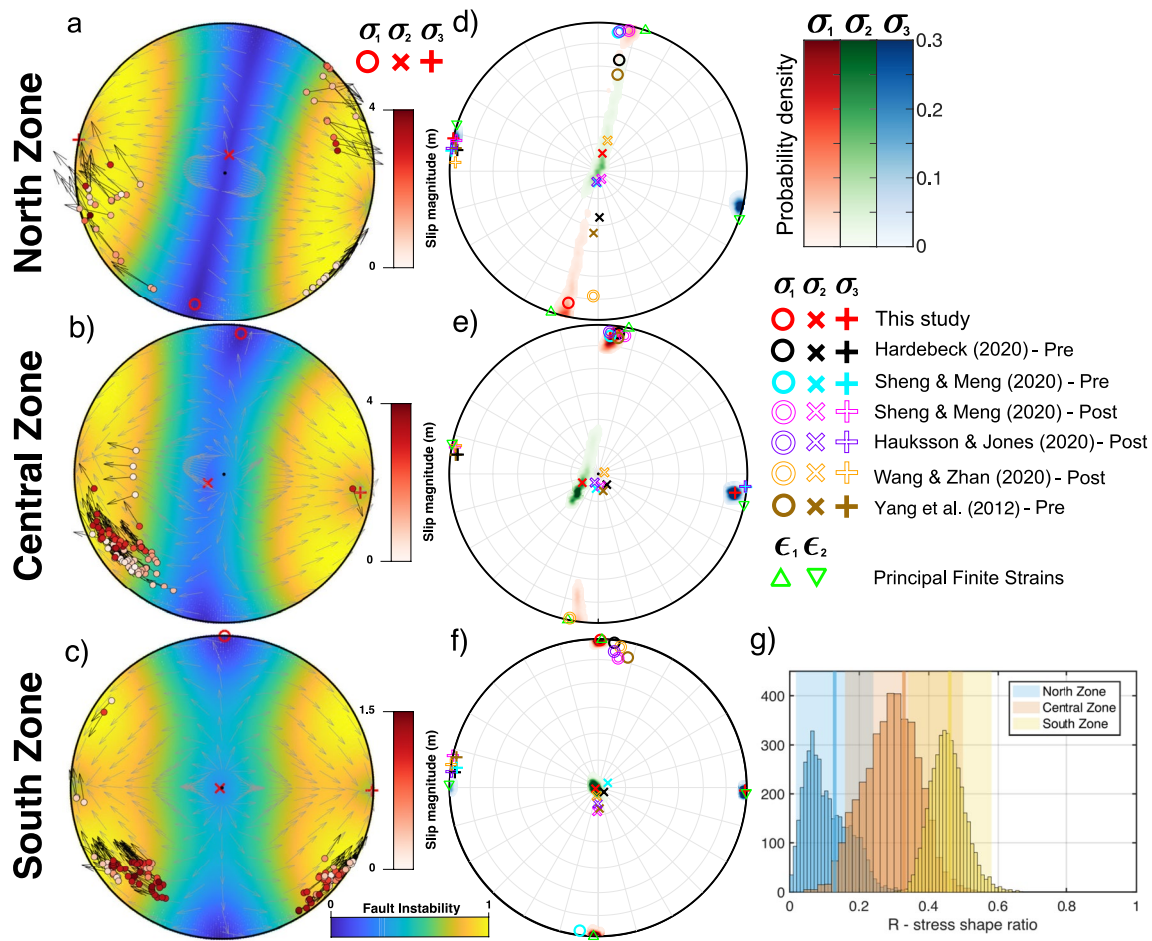 a
σ1 σ2 σ3
Slip magnitude (m)
4
0
North Zone
d)
σ1 σ2 σ3
Probability density
0.3
0.2
0.1
0
b)
Slip magnitude (m)
4
0
Central Zone
e)
σ1 σ2 σ3
This study
Hardebeck (2020) - Pre
Sheng & Meng (2020) - Pre
Sheng & Meng (2020) - Post
Hauksson & Jones (2020) - Post
Wang & Zhan (2020) - Post
Yang et al. (2012) - Pre
ϵ1 ϵ2
Principal Finite Strains
c)
Slip magnitude (m)
1.5
0
South Zone
Fault Instability
0 1
f)
g)
400
300
200
100
0
North Zone
Central Zone
South Zone
0 0.2 0.4 0.6 0.8 1
R - stress shape ratio